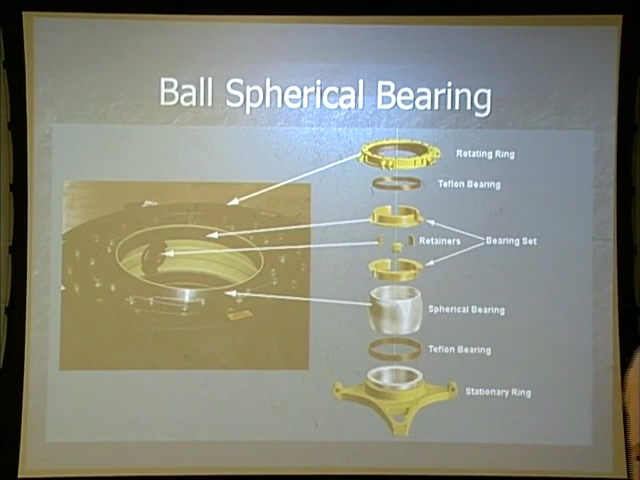 Ball Spherical Bearing
Rotating Ring
Teflon Bearing
Retainers
Bearing Set
Spherical Bearing
Teflon Bearing
Stationary Ring